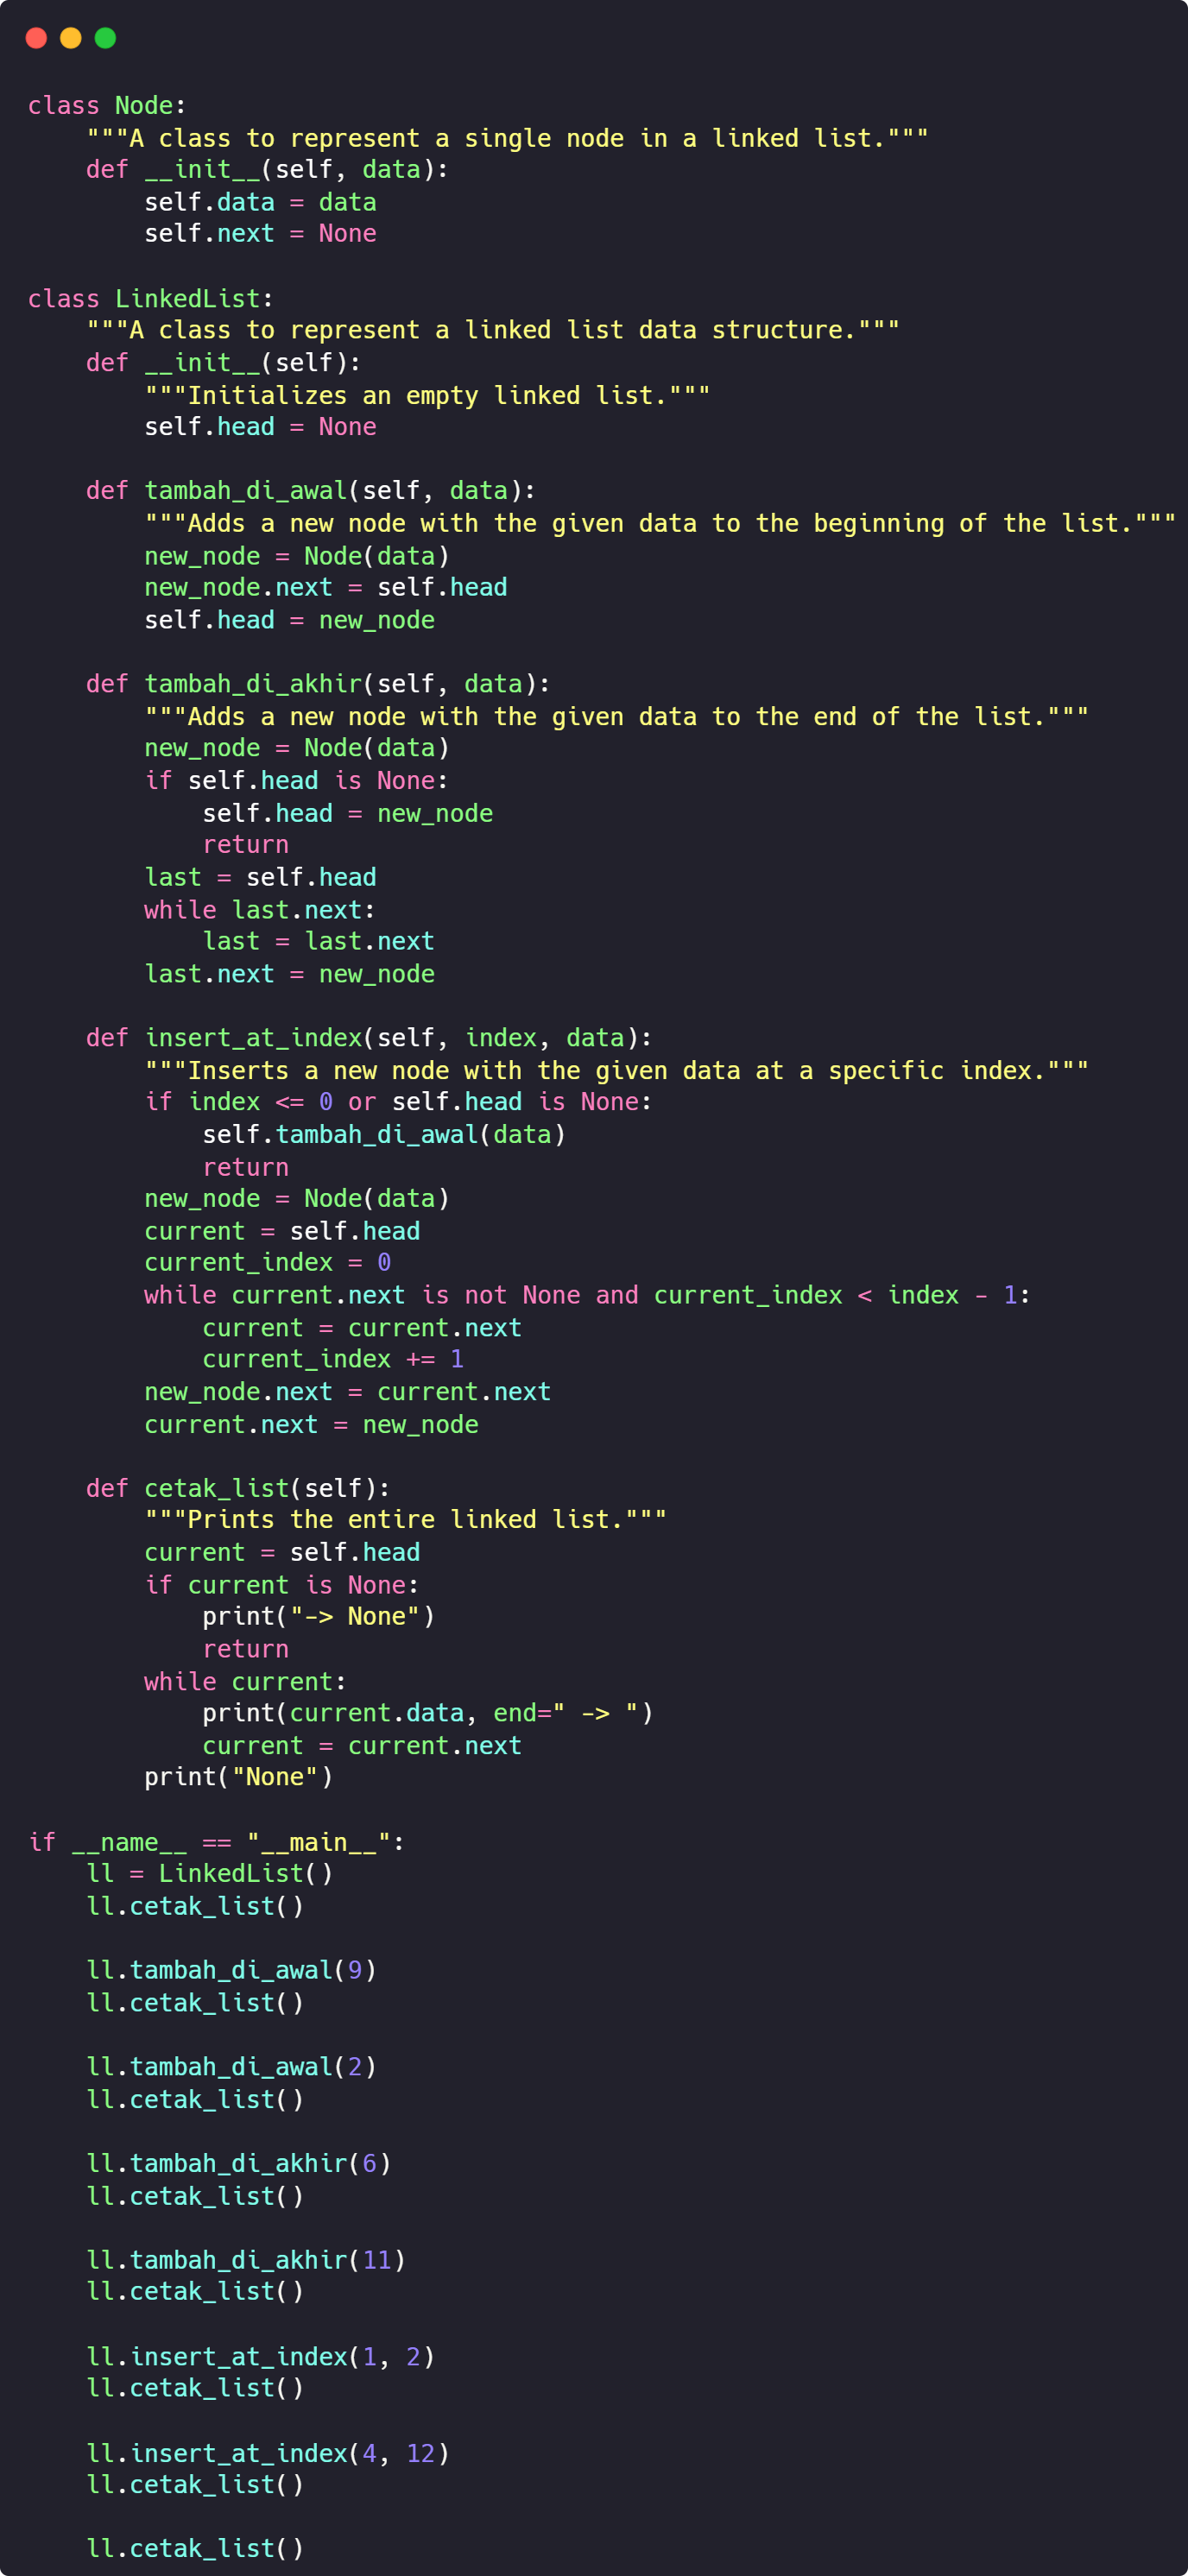 class Node:
    """A class to represent a single node in a linked list."""
    def __init__(self, data):
        self.data = data
        self.next = None

class LinkedList:
    """A class to represent a linked list data structure."""
    def __init__(self):
        """Initializes an empty linked list."""
        self.head = None

    def tambah_di_awal(self, data):
        """Adds a new node with the given data to the beginning of the list."""
        new_node = Node(data)
        new_node.next = self.head
        self.head = new_node

    def tambah_di_akhir(self, data):
        """Adds a new node with the given data to the end of the list."""
        new_node = Node(data)
        if self.head is None:
            self.head = new_node
            return
        last = self.head
        while last.next:
            last = last.next
        last.next = new_node

    def insert_at_index(self, index, data):
        """Inserts a new node with the given data at a specific index."""
        if index <= 0 or self.head is None:
            self.tambah_di_awal(data)
            return
        new_node = Node(data)
        current = self.head
        current_index = 0
        while current.next is not None and current_index < index - 1:
            current = current.next
            current_index += 1
        new_node.next = current.next
        current.next = new_node

    def cetak_list(self):
        """Prints the entire linked list."""
        current = self.head
        if current is None:
            print("-> None")
            return
        while current:
            print(current.data, end=" -> ")
            current = current.next
        print("None")

if __name__ == "__main__":
    ll = LinkedList()
    ll.cetak_list()

    ll.tambah_di_awal(9)
    ll.cetak_list()

    ll.tambah_di_awal(2)
    ll.cetak_list()

    ll.tambah_di_akhir(6)
    ll.cetak_list()

    ll.tambah_di_akhir(11)
    ll.cetak_list()

    ll.insert_at_index(1, 2)
    ll.cetak_list()

    ll.insert_at_index(4, 12)
    ll.cetak_list()

    ll.cetak_list()